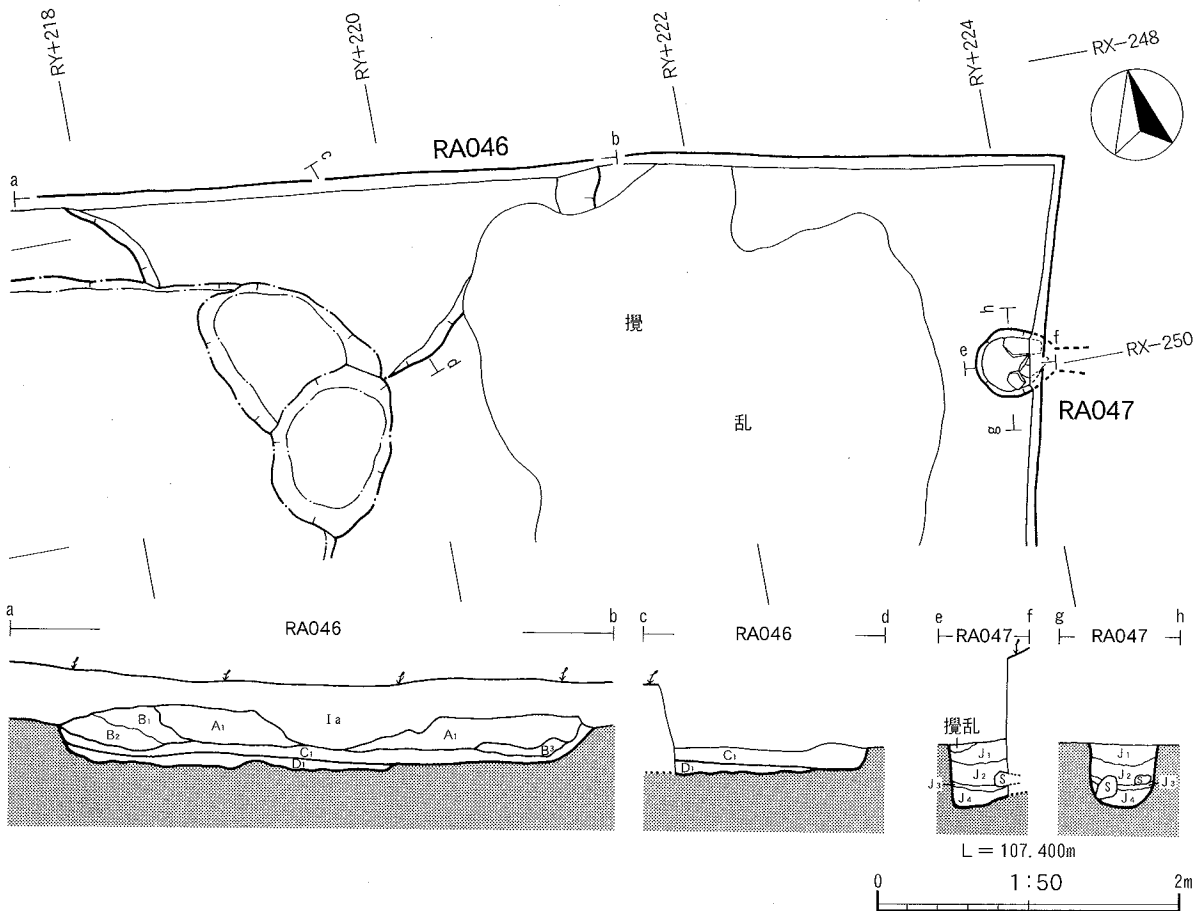 RY+218
RY+220
RY+222
RY+224
RX-248
RA046
a
b
c
d
攪
乱
h
e
f
g
RX-250
RA047
a RA046 b
c RA046 d
e RA047 f
g RA047 h
Ia
B1
B2
A1
A1
C1
B3
D1
C1
D1
攪乱
J1
J2
S
J3
J4
J1
J2
S
S
J3
J4
L = 107.400m
0 1:50 2m